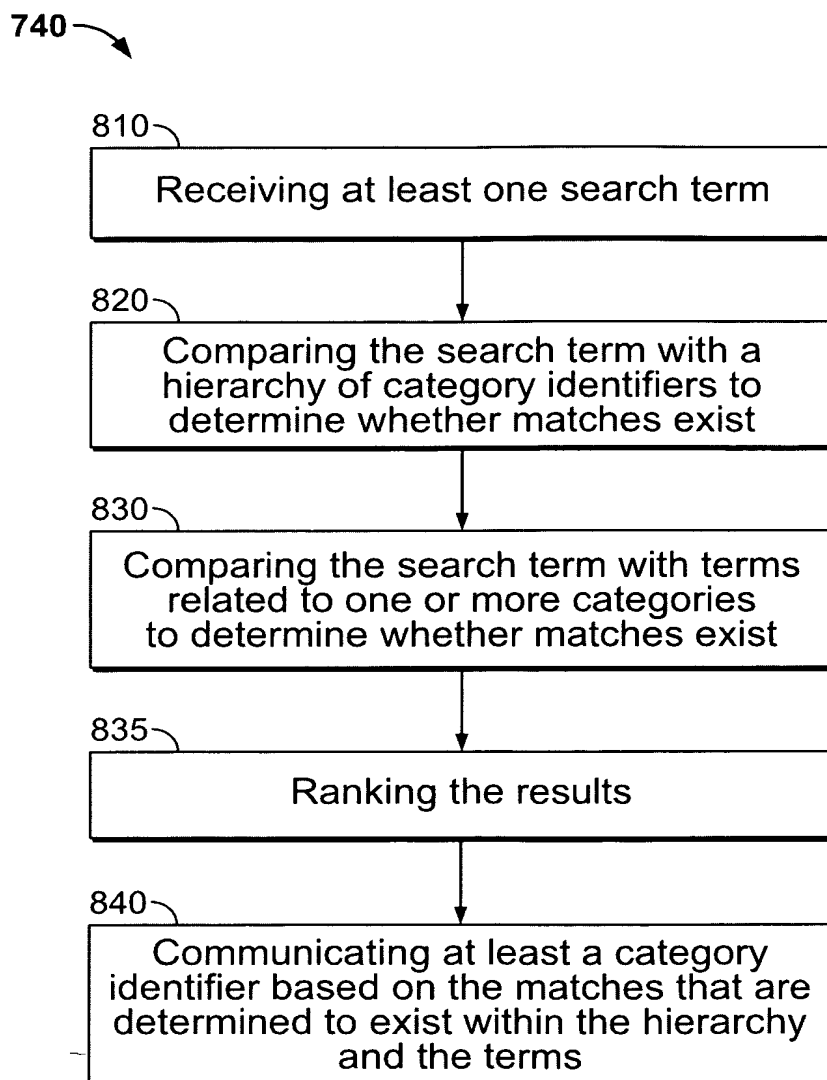 740
810
Receiving at least one search term
820
Comparing the search term with a
hierarchy of category identifiers to
determine whether matches exist
830
Comparing the search term with terms
related to one or more categories
to determine whether matches exist
835
Ranking the results
840
Communicating at least a category
identifier based on the matches that are
determined to exist within the hierarchy
and the terms